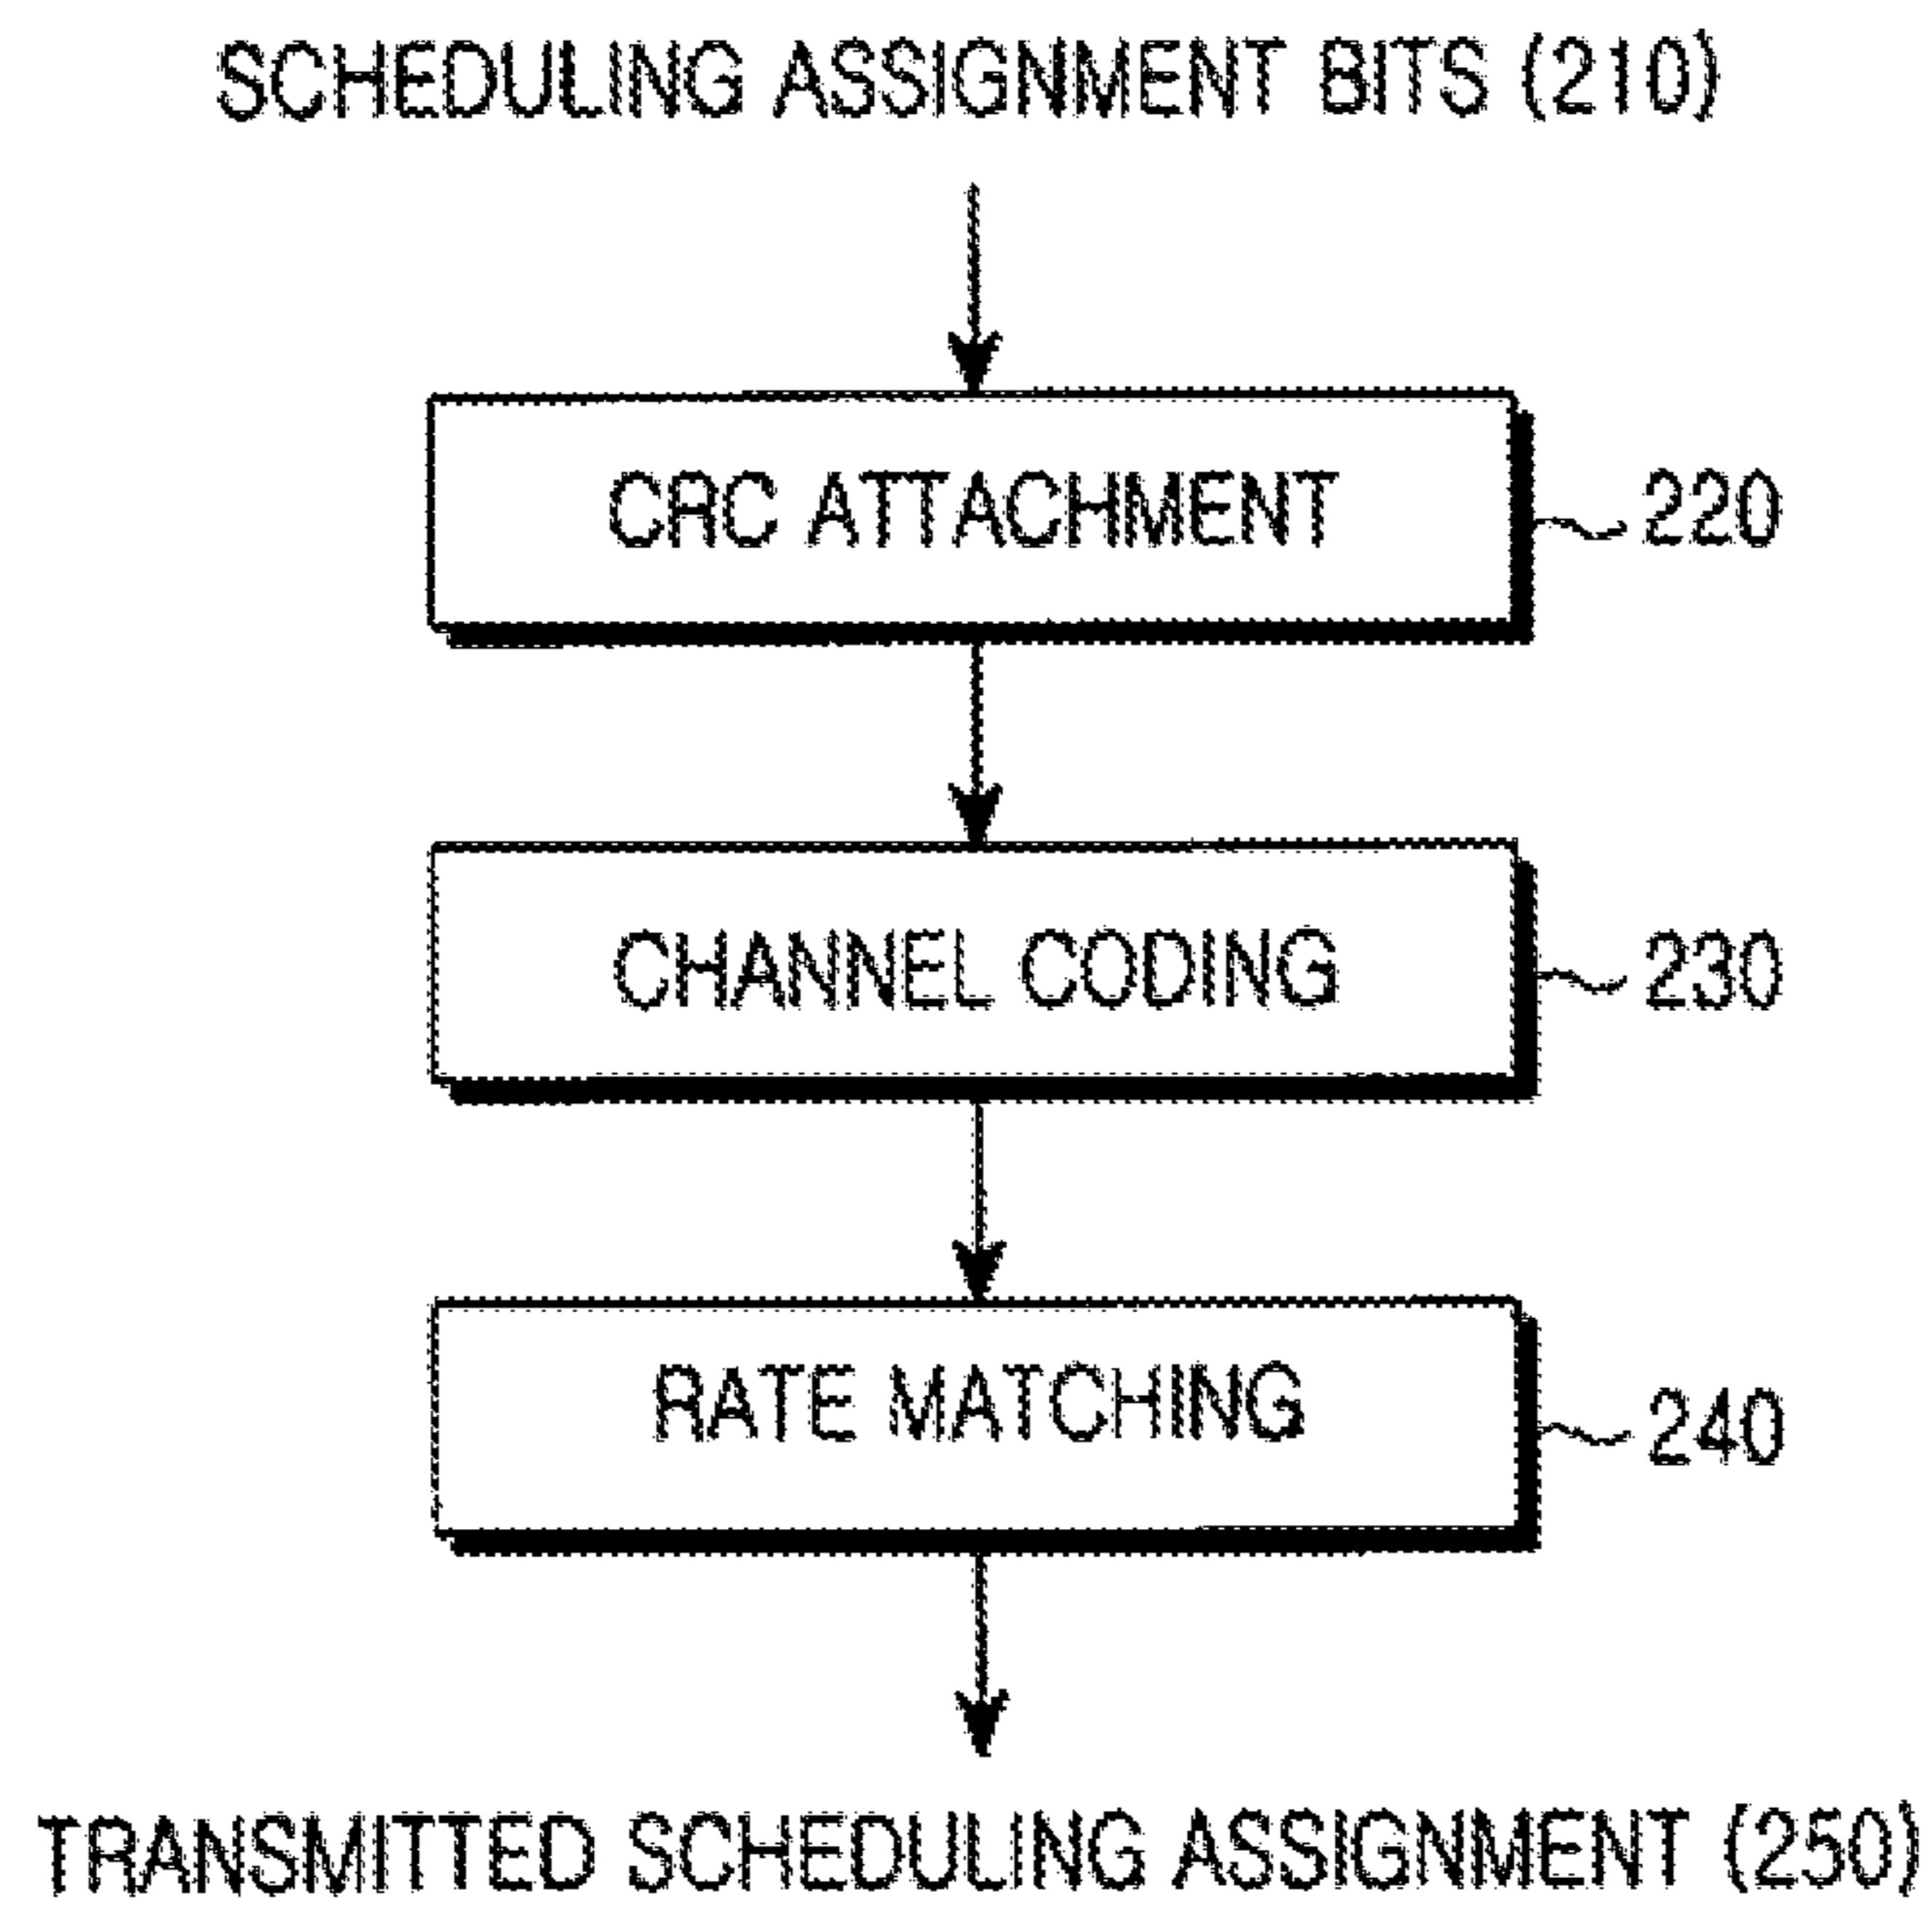 SCHEDULING ASSIGNMENT BITS (210)
CRC ATTACHMENT
220
CHANNEL CODING
230
RATE MATCHING
240
TRANSMITTED SCHEDULING ASSIGNMENT (250)